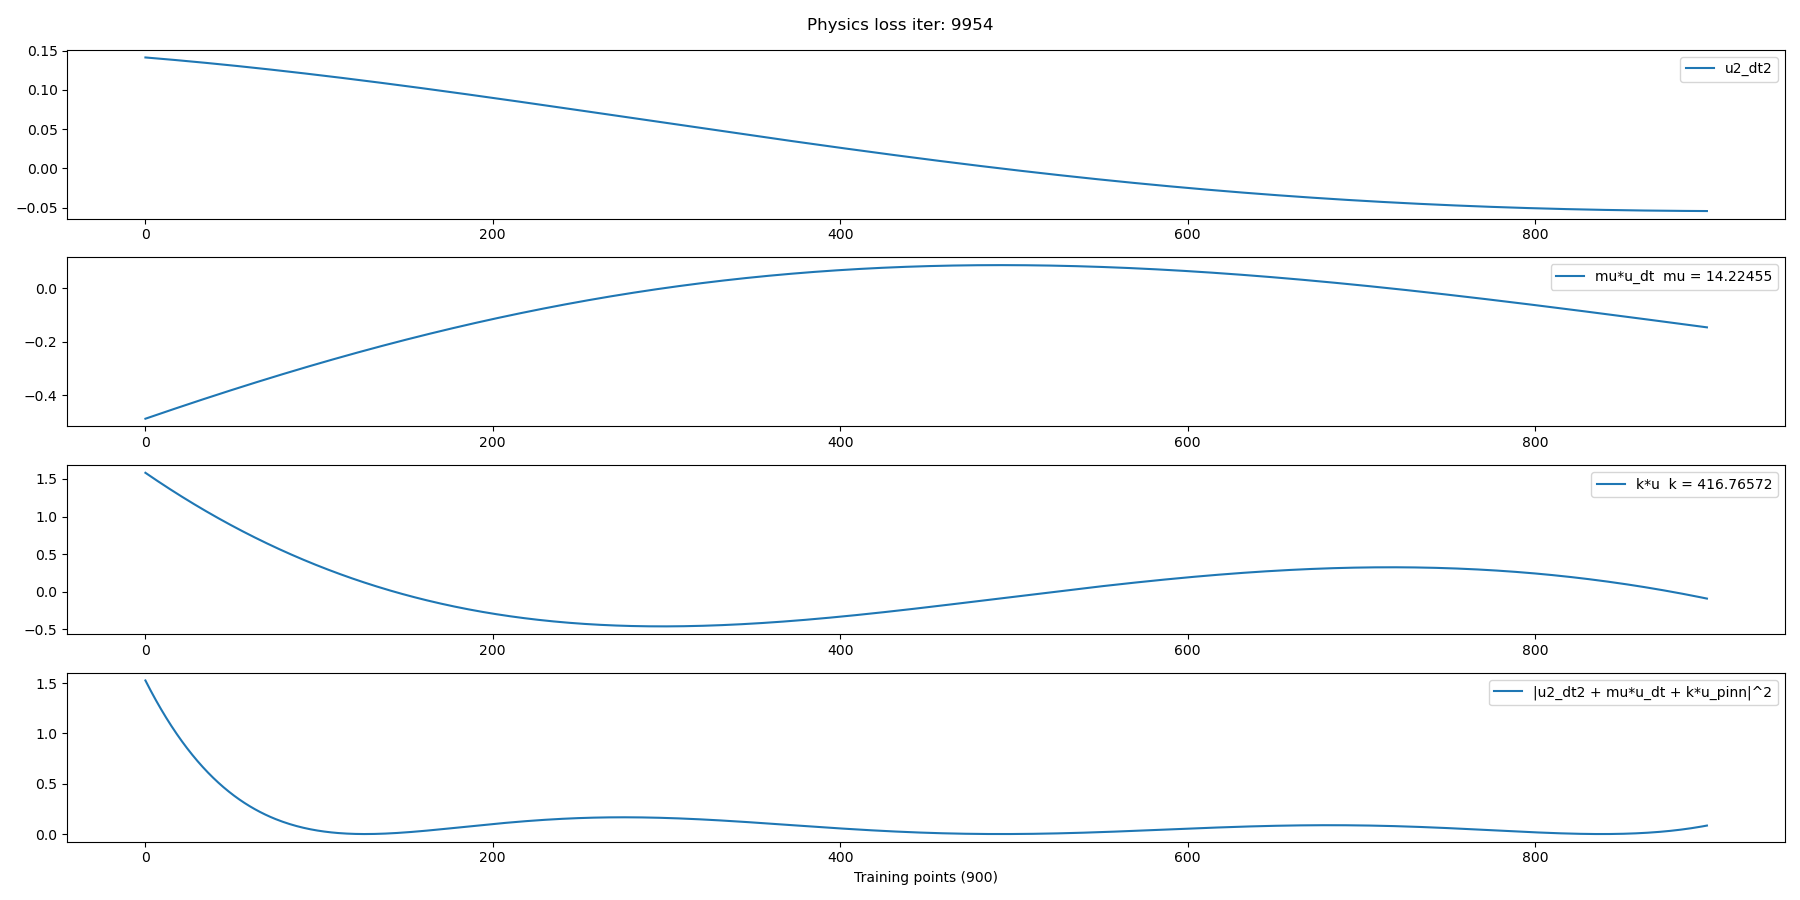 Physics loss iter: 9954
0.15
0.10
0.05
0.00
−0.05
u2_dt2
0 200 400 600 800
0.0
−0.2
−0.4
mu*u_dt  mu = 14.22455
0 200 400 600 800
1.5
1.0
0.5
0.0
−0.5
k*u  k = 416.76572
0 200 400 600 800
1.5
1.0
0.5
0.0
|u2_dt2 + mu*u_dt + k*u_pinn|^2
0 200 400 600 800
Training points (900)